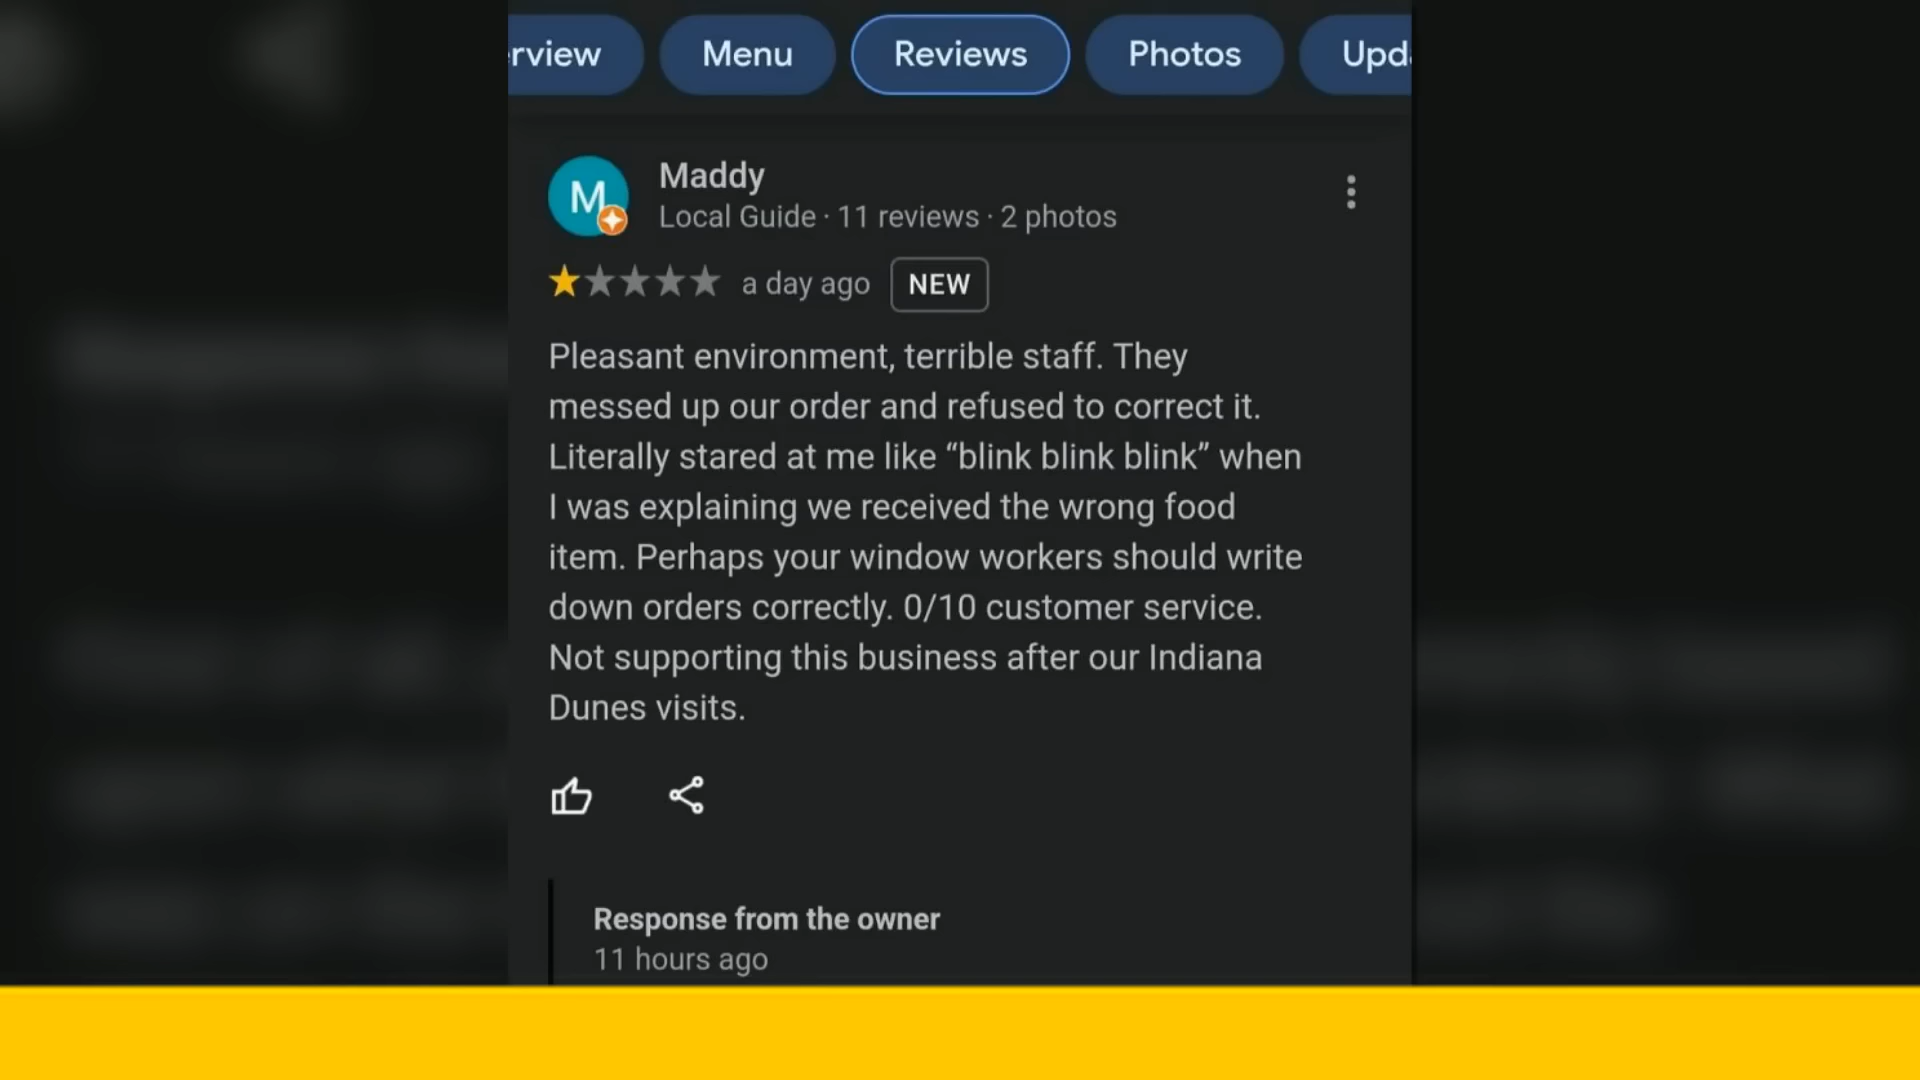 rview Menu Reviews Photos Upd
M Maddy
Local Guide · 11 reviews · 2 photos
a day ago NEW
Pleasant environment, terrible staff. They
messed up our order and refused to correct it.
Literally stared at me like “blink blink blink” when
I was explaining we received the wrong food
item. Perhaps your window workers should write
down orders correctly. 0/10 customer service.
Not supporting this business after our Indiana
Dunes visits.
Response from the owner
11 hours ago